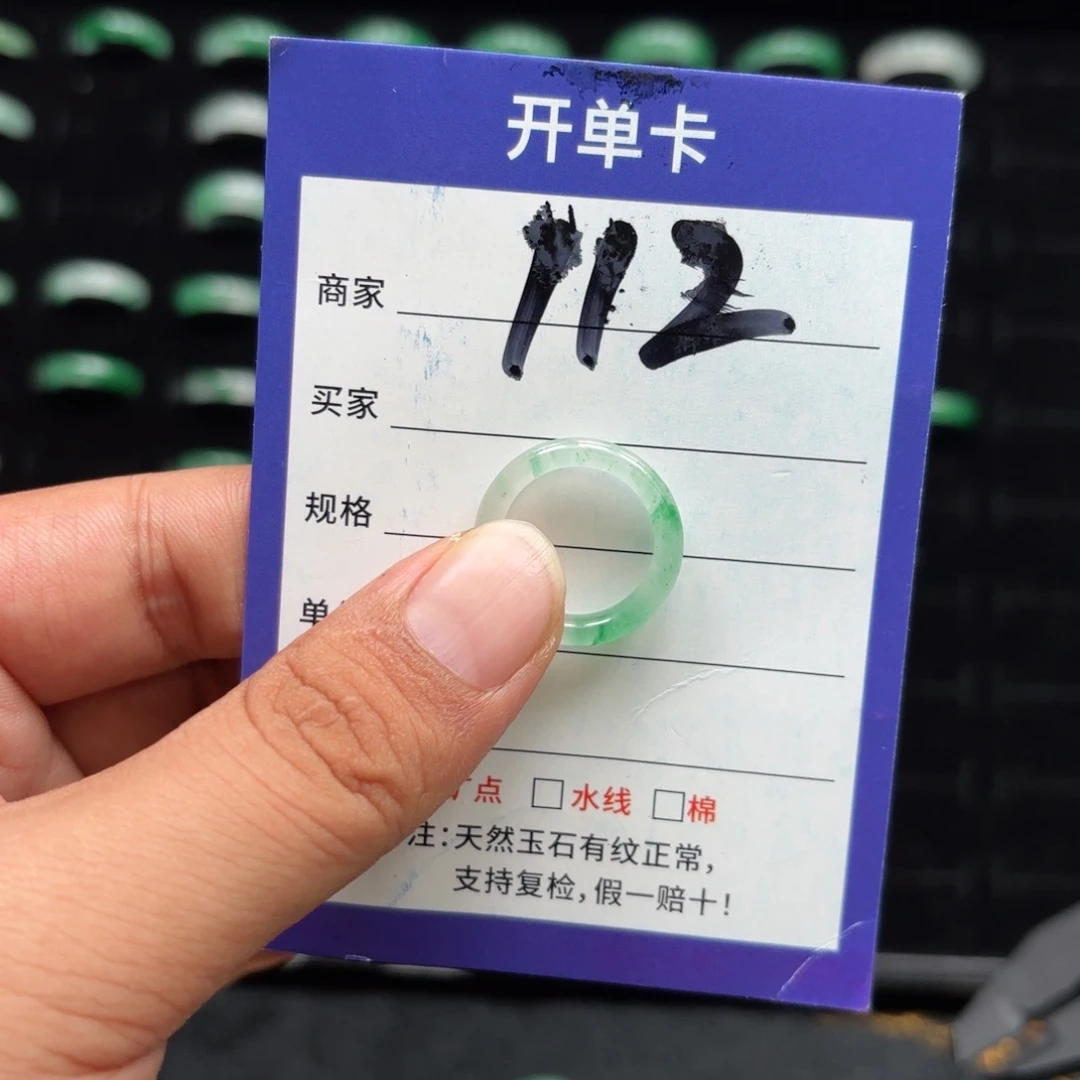 开单卡
112
商家
买家
规格
单
点 □水线 □棉
注:天然玉石有纹正常,
支持复检,假一赔十!